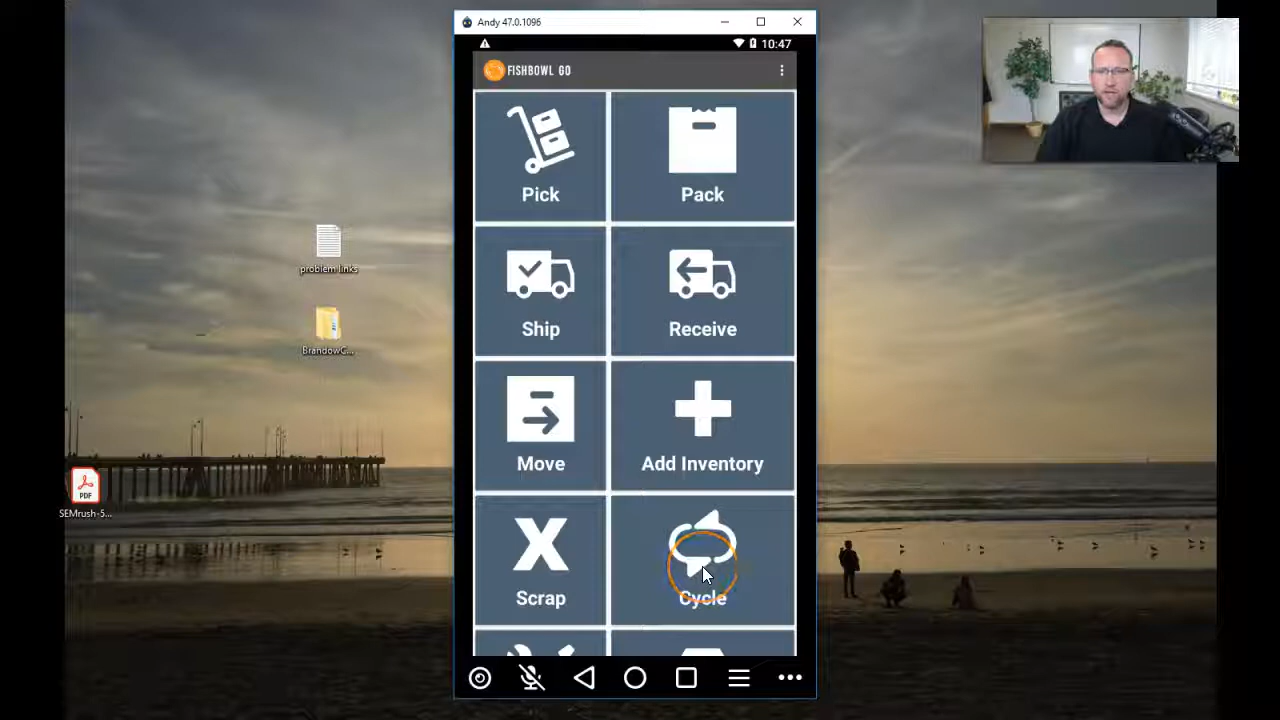 Andy 47.0.1096
10:47
FISHBOWL GO
Pick
Pack
Ship
Receive
Move
Add Inventory
Scrap
Cycle
problem links
BrandowC...
PDF
SEMrush-5...